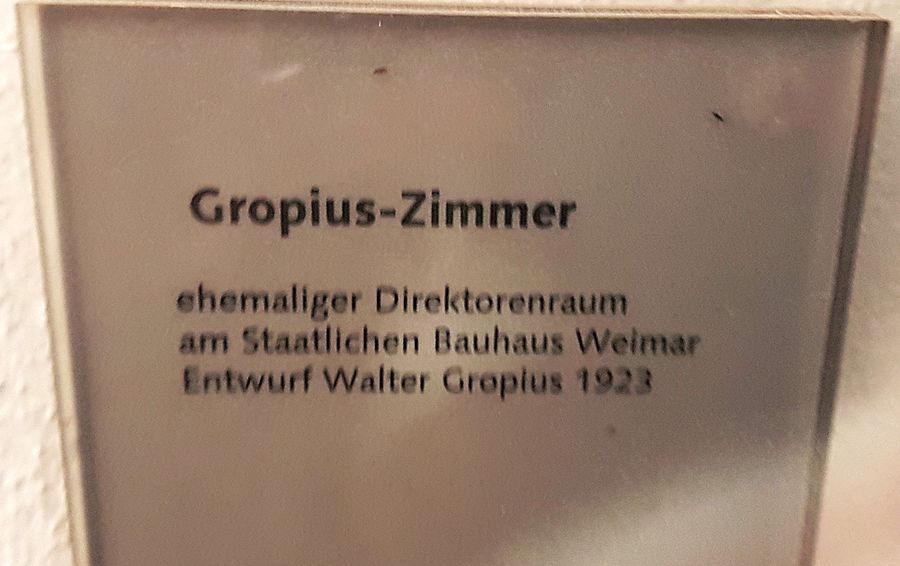 Gropius-Zimmer
ehemaliger Direktorenraum
am Staatlichen Bauhaus Weimar
Entwurf Walter Gropius 1923